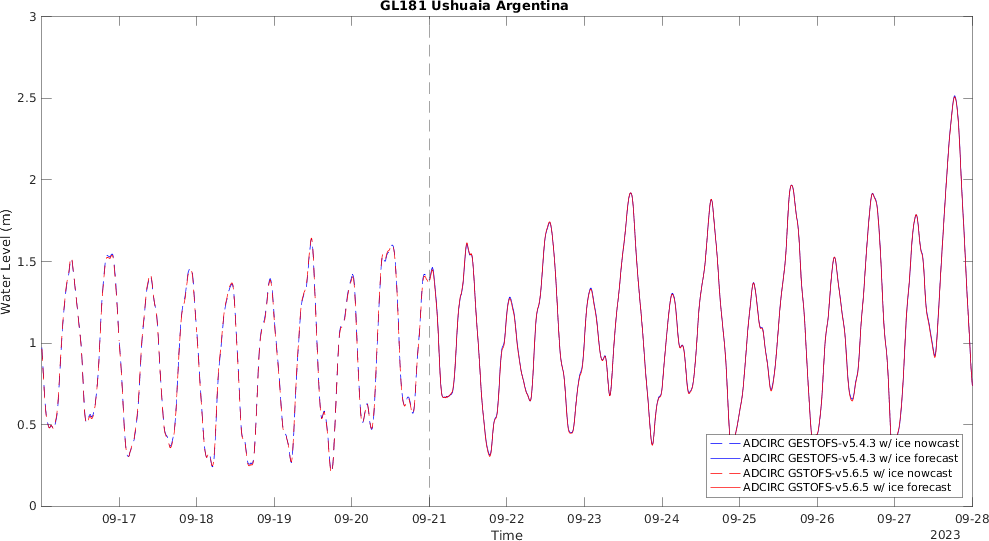 GL181 Ushuaia Argentina
3
2.5
2
1.5
1
0.5
0
Water Level (m)
09-17 09-18 09-19 09-20 09-21 09-22 09-23 09-24 09-25 09-26 09-27 09-28
Time
2023
ADCIRC GESTOFS-v5.4.3 w/ ice nowcast
ADCIRC GESTOFS-v5.4.3 w/ ice forecast
ADCIRC GSTOFS-v5.6.5 w/ ice nowcast
ADCIRC GSTOFS-v5.6.5 w/ ice forecast